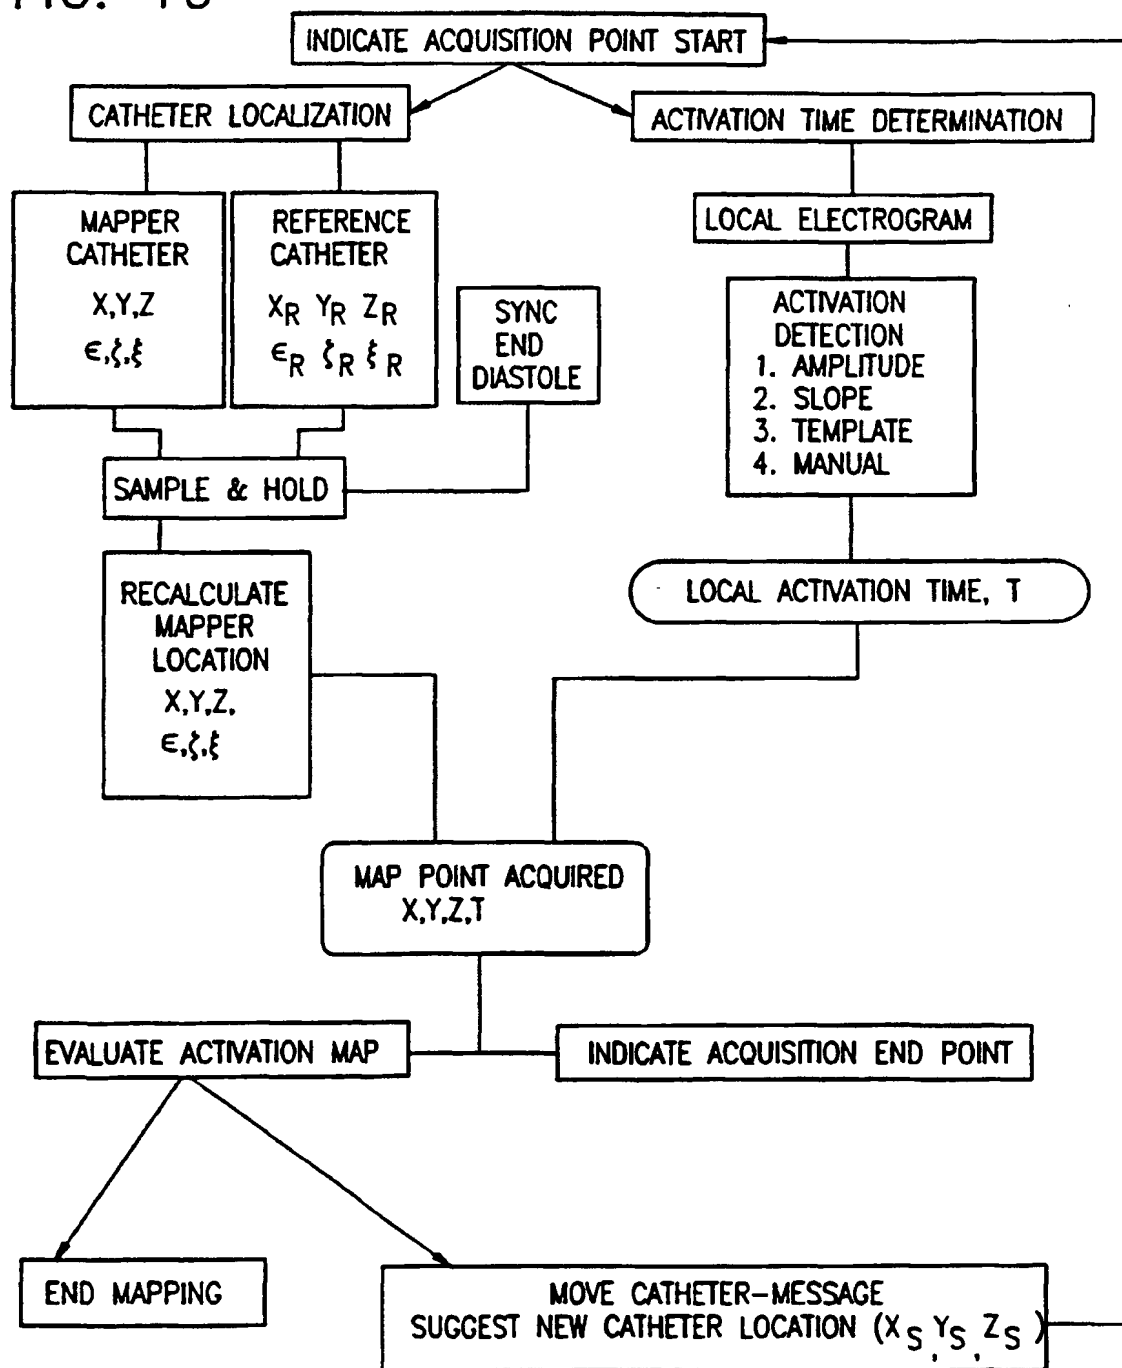 INDICATE ACQUISITION POINT START
CATHETER LOCALIZATION
ACTIVATION TIME DETERMINATION
MAPPER
CATHETER
X,Y,Z
ϵ,ζ,ξ
REFERENCE
CATHETER
XR YR ZR
ϵR ζR ξR
SYNC
END
DIASTOLE
LOCAL ELECTROGRAM
ACTIVATION
DETECTION
1. AMPLITUDE
2. SLOPE
3. TEMPLATE
4. MANUAL
SAMPLE & HOLD
RECALCULATE
MAPPER
LOCATION
X,Y,Z,
ϵ,ζ,ξ
LOCAL ACTIVATION TIME, T
MAP POINT ACQUIRED
X,Y,Z,T
EVALUATE ACTIVATION MAP
INDICATE ACQUISITION END POINT
END MAPPING
MOVE CATHETER-MESSAGE
SUGGEST NEW CATHETER LOCATION (XS, YS, ZS)